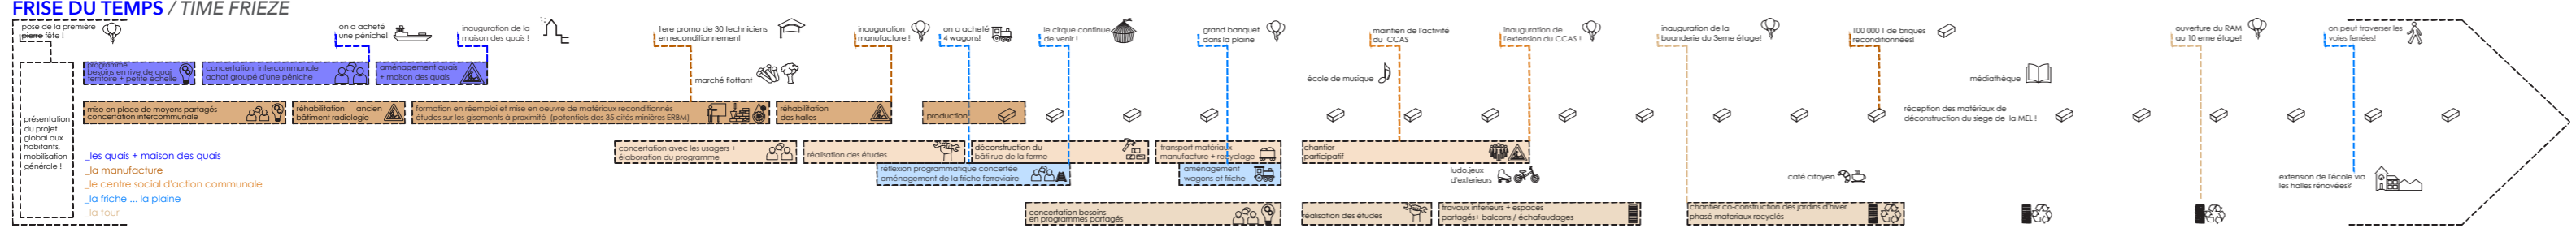 FRISE DU TEMPS / TIME FRIEZE
pose de la première
pierre fête !
on a acheté
une péniche!
inauguration de la
maison des quais !
1ere promo de 30 techniciens
en reconditionnement
inauguration
manufacture !
on a acheté
4 wagons!
le cirque continue
de venir !
grand banquet
dans la plaine
maintien de l'activité
du CCAS
inauguration de
l'extension du CCAS !
inauguration de la
buanderie du 3eme étage!
100 000 T de briques
reconditionnées!
ouverture du RAM
au 10 eme étage!
on peut traverser les
voies ferrées!
programme
besoins en rive de quai
territoire + petite échelle
concertation intercommunale
achat groupé d'une péniche
aménagement quais
+ maison des quais
marché flottant
école de musique
médiathèque
présentation
du projet
global aux
habitants,
mobilisation
générale !
mise en place de moyens partagés
concertation intercommunale
réhabilitation ancien
bâtiment radiologie
formation en réemploi et mise en oeuvre de matériaux reconditionnés
études sur les gisements à proximité (potentiels des 35 cités minières ERBM)
réhabilitation
des halles
production
réception des matériaux de
déconstruction du siege de la MEL !
concertation avec les usagers +
élaboration du programme
réalisation des études
déconstruction du
bâti rue de la ferme
transport matériaux
manufacture + recyclage
chantier
participatif
_les quais + maison des quais
_la manufacture
_le centre social d'action communale
_la friche ... la plaine
_la tour
réflexion programmatique concertée
aménagement de la friche ferroviaire
aménagement
wagons et friche
ludo,jeux
d'exterieurs
café citoyen
extension de l'école via
les halles rénovées?
concertation besoins
en programmes partagés
réalisation des études
travaux interieurs + espaces
partagés+ balcons / échafaudages
chantier co-construction des jardins d'hiver
phasé materiaux recyclés